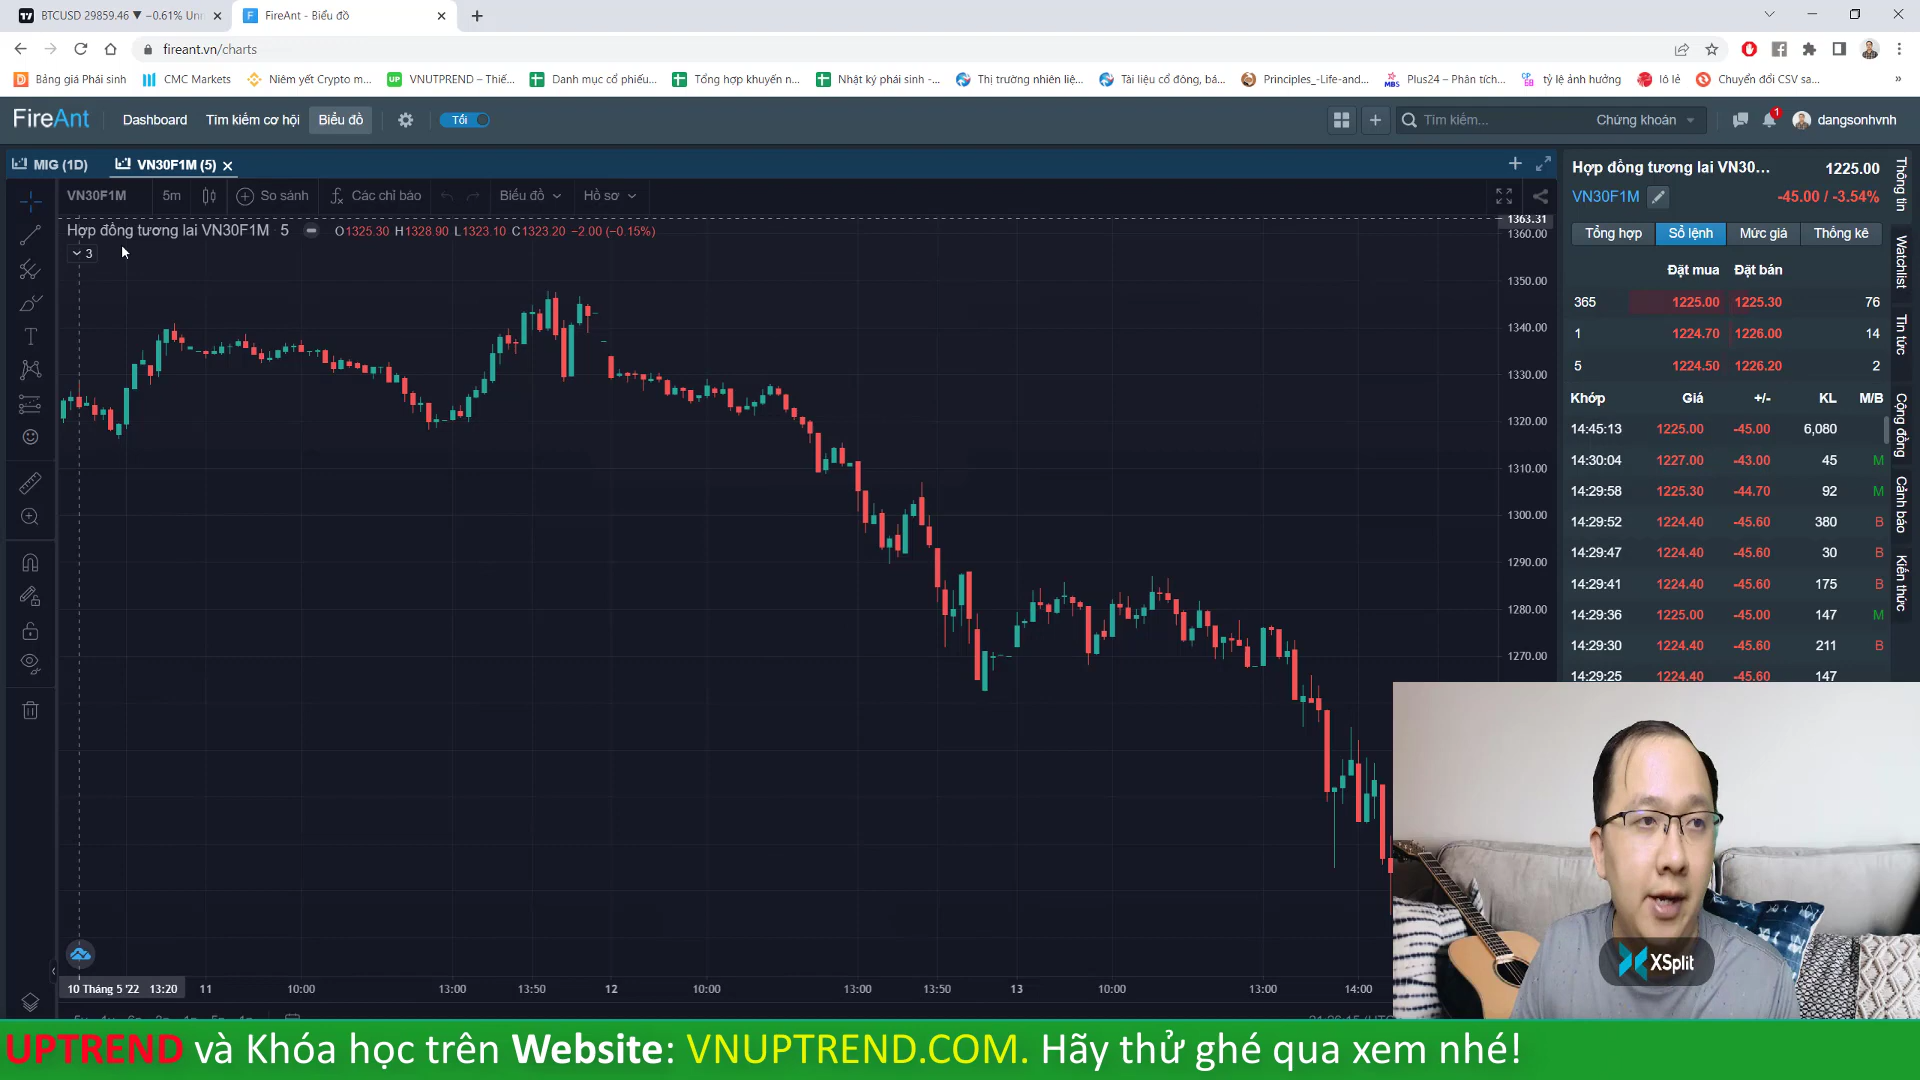 BTCUSD 29859.46 ▼ −0.61% Unn
FireAnt - Biểu đồ
fireant.vn/charts
Bảng giá Phái sinh
CMC Markets
Niêm yết Crypto m...
VNUTPREND – Thiế...
Danh mục cổ phiếu...
Tổng hợp khuyến n...
Nhật ký phái sinh -...
Thị trường nhiên liệ...
Tài liệu cổ đông, bá...
Principles_-Life-and...
Plus24 – Phân tích...
tỷ lệ ảnh hưởng
lô lẻ
Chuyển đổi CSV sa...
»
FireAnt
Dashboard
Tìm kiếm cơ hội
Biểu đồ
Tối
Tìm kiếm...
Chứng khoán
1
dangsonhvnh
MIG (1D)
VN30F1M (5)
VN30F1M
5m
So sánh
Các chỉ báo
Biểu đồ
Hồ sơ
Hợp đồng tương lai VN30F1M · 5
O1325.30 H1328.90 L1323.10 C1323.20 −2.00 (−0.15%)
3
1363.31
1360.00
1350.00
1340.00
1330.00
1320.00
1310.00
1300.00
1290.00
1280.00
1270.00
10 Tháng 5 '22 13:20
11
10:00
13:00
13:50
12
10:00
13:00
13:50
13
10:00
13:00
14:00
Hợp đồng tương lai VN30...
1225.00
VN30F1M
-45.00 / -3.54%
Tổng hợp
Sổ lệnh
Mức giá
Thống kê
Đặt mua Đặt bán
365 1225.00 1225.30 76
1 1224.70 1226.00 14
5 1224.50 1226.20 2
Khớp Giá +/- KL M/B
14:45:13 1225.00 -45.00 6,080
14:30:04 1227.00 -43.00 45 M
14:29:58 1225.30 -44.70 92 M
14:29:52 1224.40 -45.60 380 B
14:29:47 1224.40 -45.60 30 B
14:29:41 1224.40 -45.60 175 B
14:29:36 1225.00 -45.00 147 M
14:29:30 1224.40 -45.60 211 B
14:29:25 1224.40 -45.60 147
Thông tin
Watchlist
Tin tức
Cộng đồng
Cảnh báo
Kiến thức
XSplit
UPTREND và Khóa học trên Website: VNUPTREND.COM. Hãy thử ghé qua xem nhé!